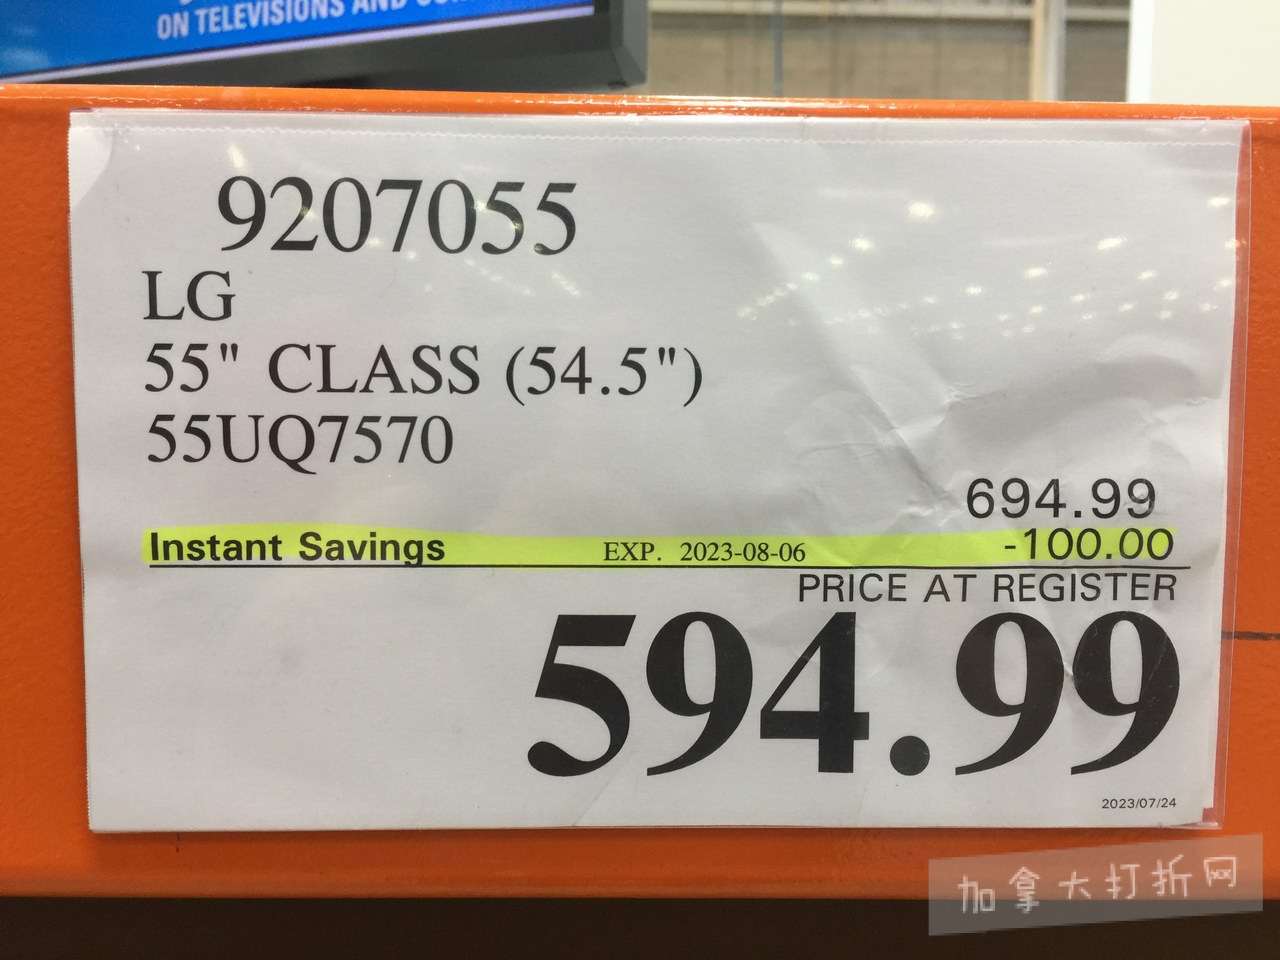 ON TELEVISIONS AND
9207055
LG
55" CLASS (54.5")
55UQ7570
694.99
Instant Savings EXP. 2023-08-06 -100.00
PRICE AT REGISTER
594.99
2023/07/24
加拿大打折网